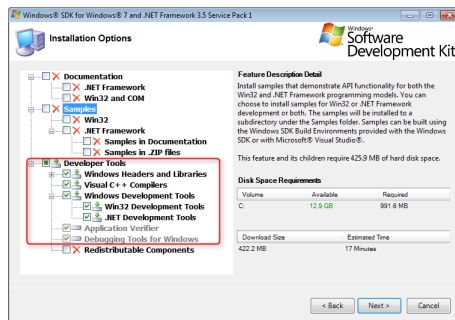 Windows® SDK for Windows® 7 and .NET Framework 3.5 Service Pack 1
Installation Options
Windows®
Software
Development Kit
Documentation
.NET Framework
Win32 and COM
Samples
Win32
.NET Framework
Samples in Documentation
Samples in .ZIP files
Developer Tools
Windows Headers and Libraries
Visual C++ Compilers
Windows Development Tools
Win32 Development Tools
.NET Development Tools
Application Verifier
Debugging Tools for Windows
Redistributable Components
Feature Description Detail
Install samples that demonstrate API functionality for both the
Win32 and .NET Framework programming models. You can
choose to install samples for Win32 or .NET Framework
development or both. The samples will be installed to a
subdirectory under the Samples folder. Samples can be built using
the Windows SDK Build Environments provided with the Windows
SDK or with Microsoft® Visual Studio®.
This feature and its children require 425.9 MB of hard disk space.
Disk Space Requirements
Volume Available Required
C: 12.9 GB 991.6 MB
Download Size Estimated Time
422.2 MB 17 Minutes
< Back Next > Cancel